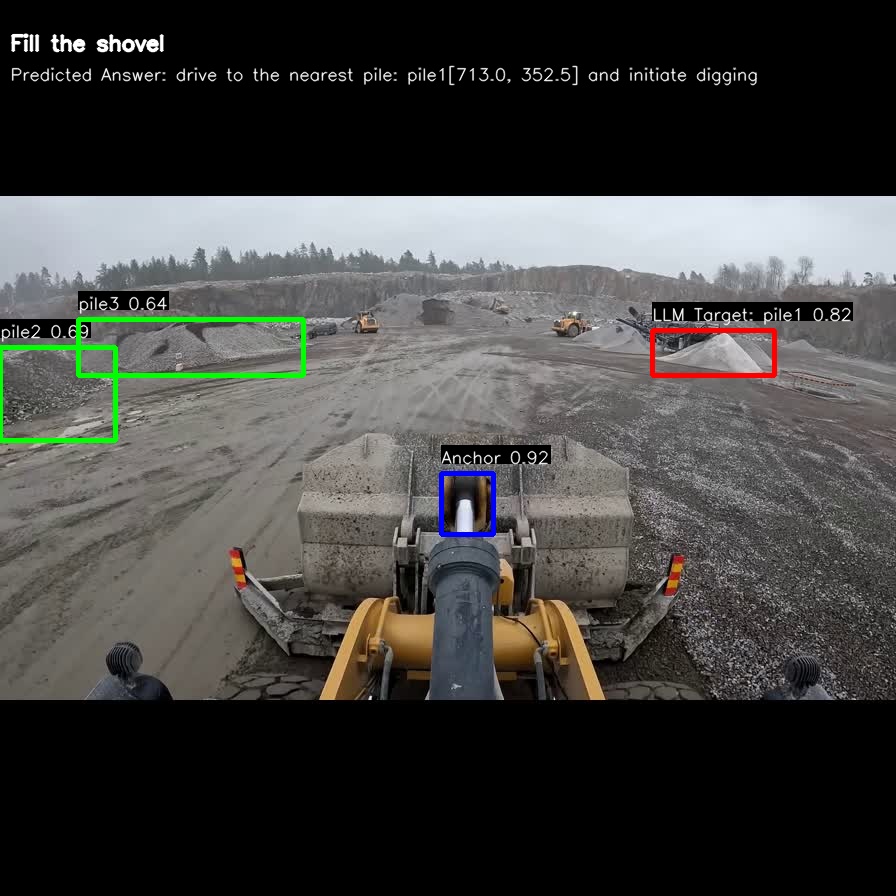 Fill the shovel
Predicted Answer: drive to the nearest pile: pile1[713.0, 352.5] and initiate digging
pile3 0.64
LLM Target: pile1 0.82
pile2 0.69
Anchor 0.92